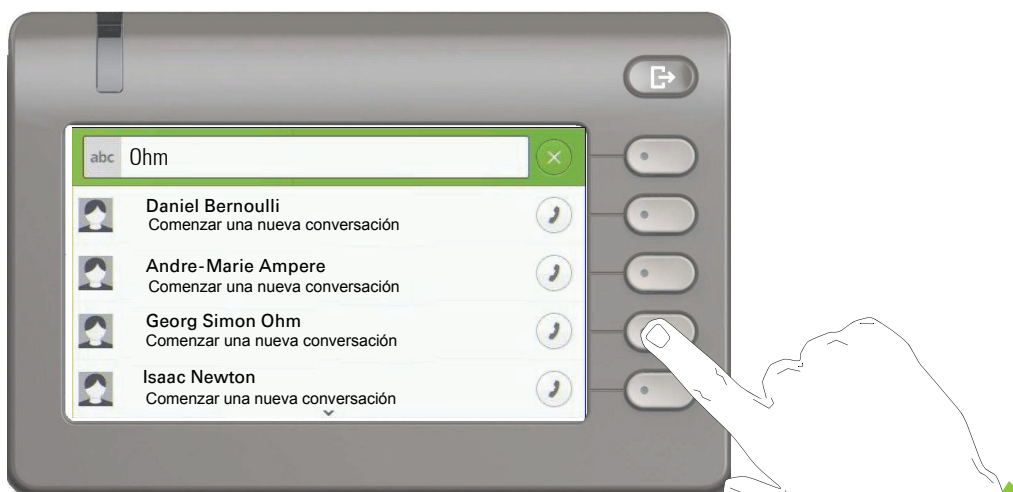 abc Ohm
Daniel Bernoulli
Comenzar una nueva conversación
Andre-Marie Ampere
Comenzar una nueva conversación
Georg Simon Ohm
Comenzar una nueva conversación
Isaac Newton
Comenzar una nueva conversación